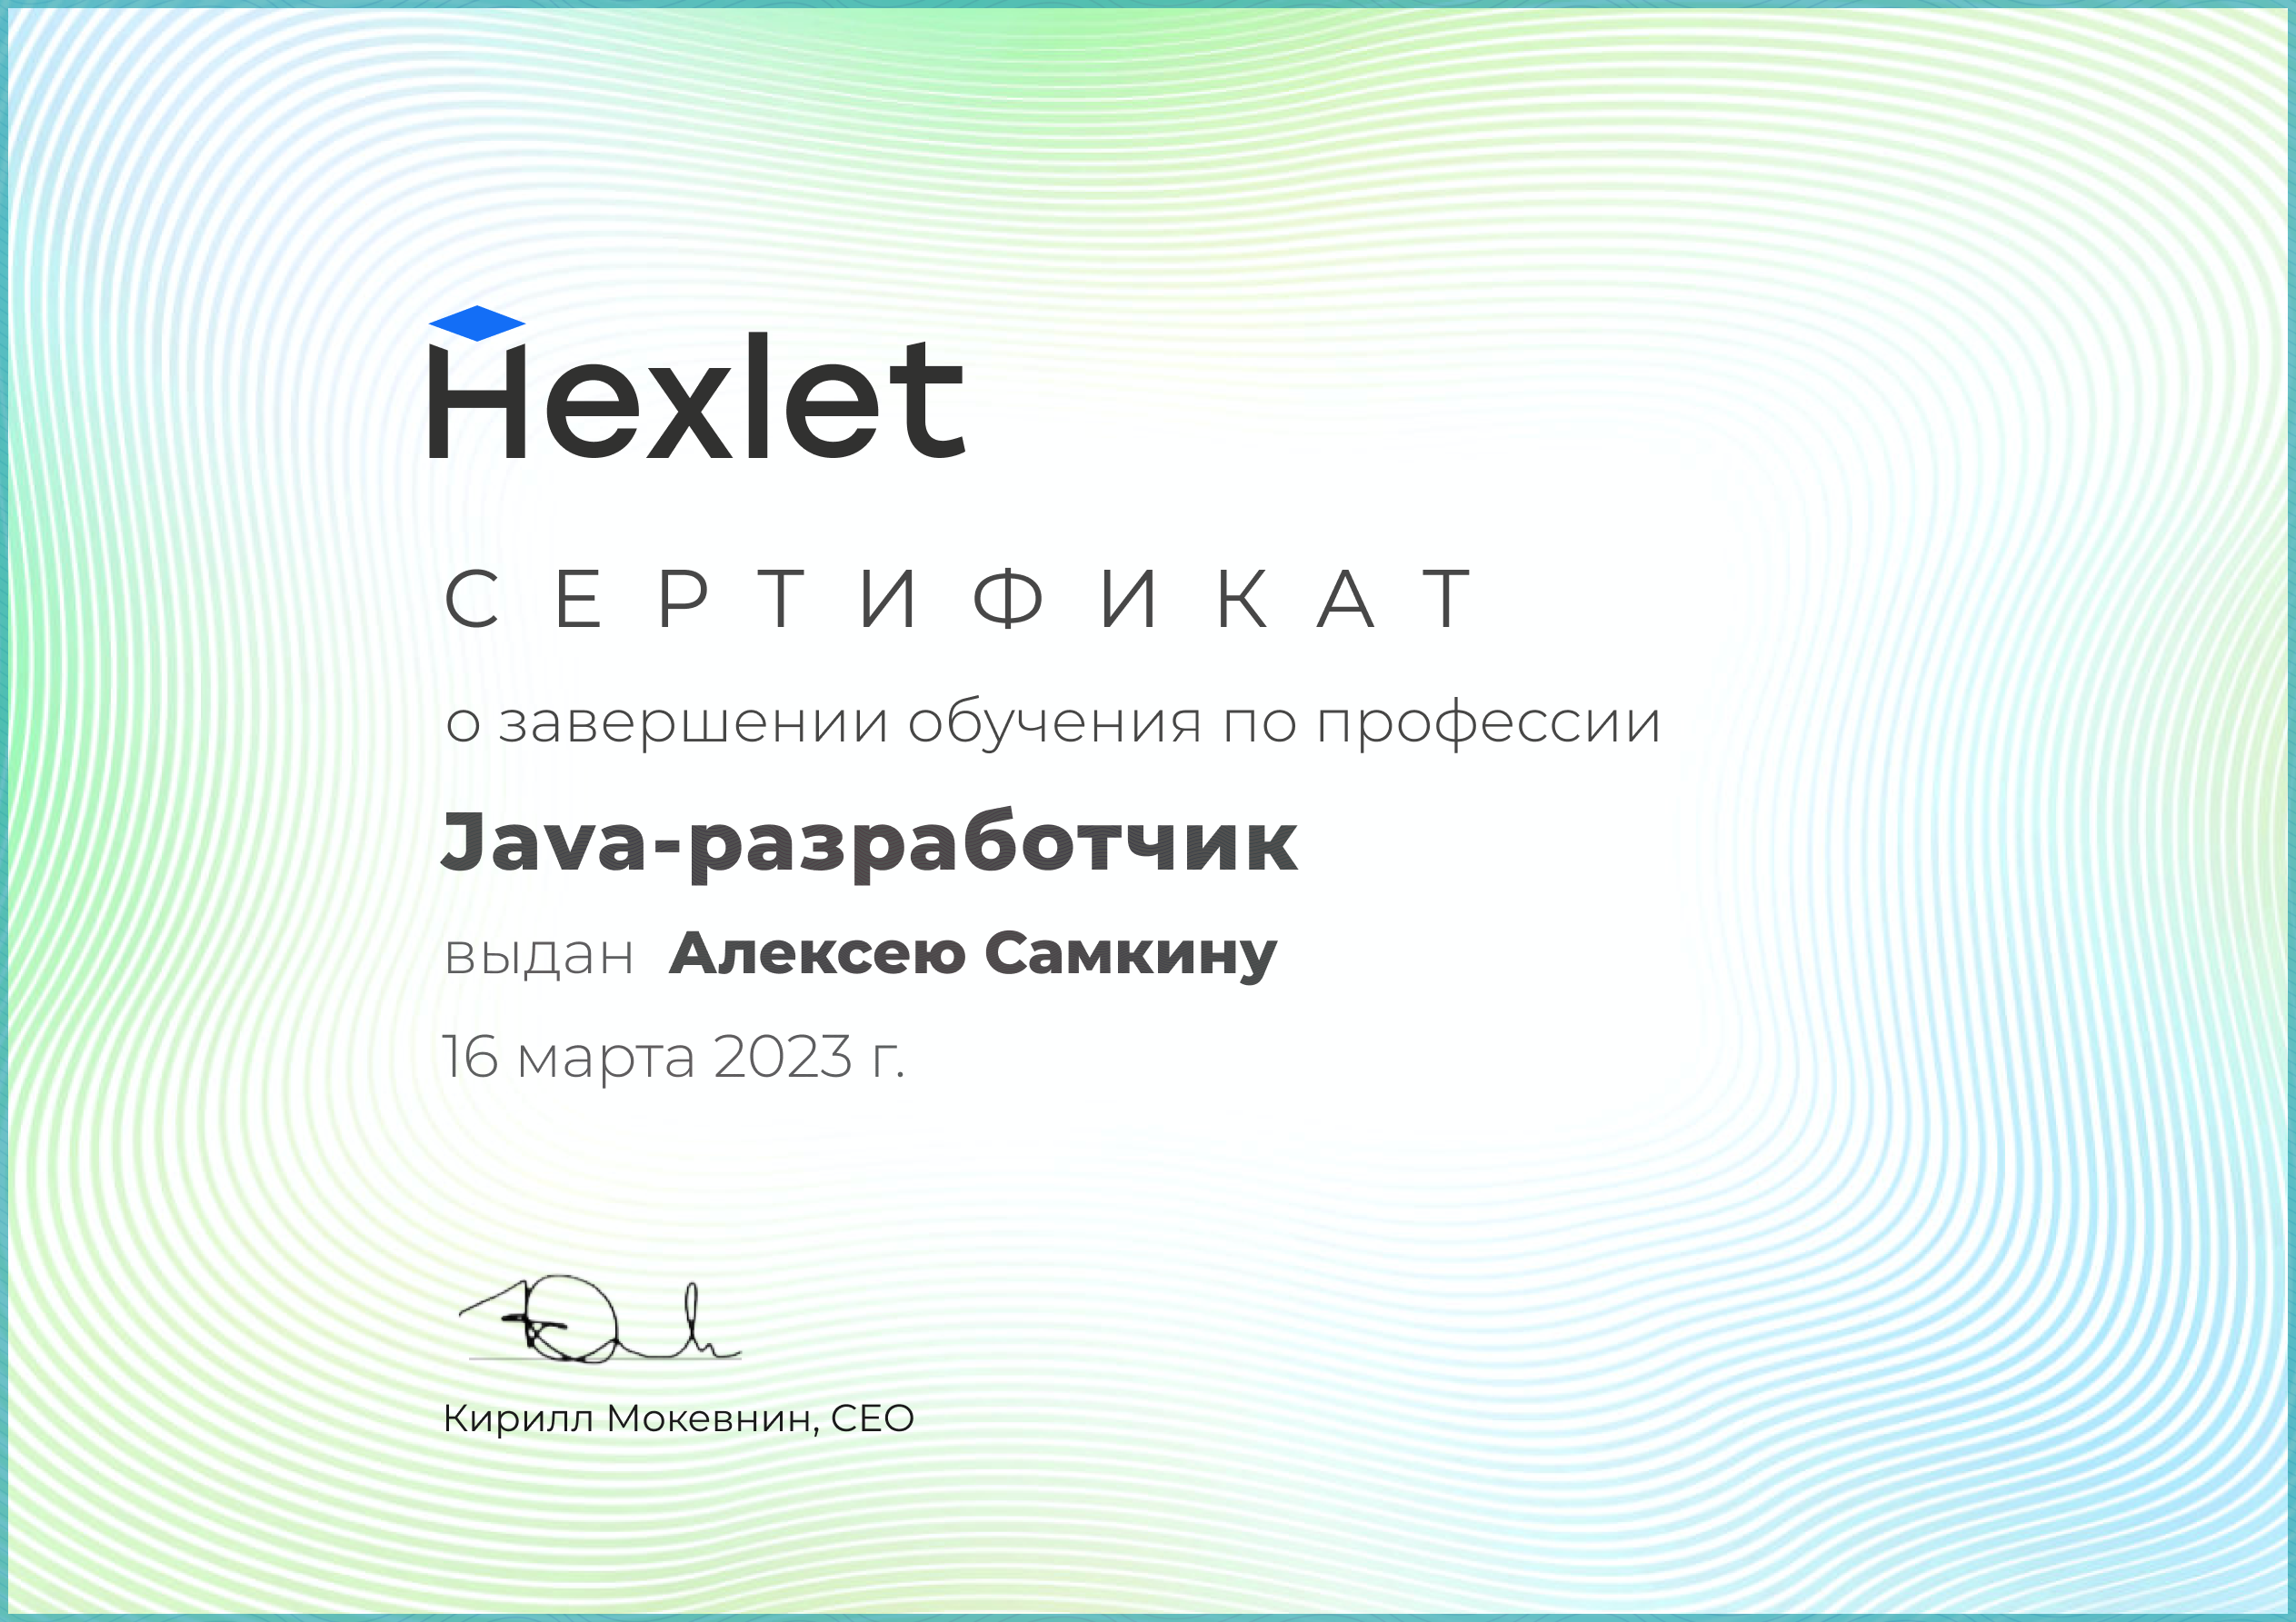 Hexlet
СЕРТИФИКАТ
о завершении обучения по профессии
Java-разработчик
выдан Алексею Самкину
16 марта 2023 г.
Кирилл Мокевнин, CEO